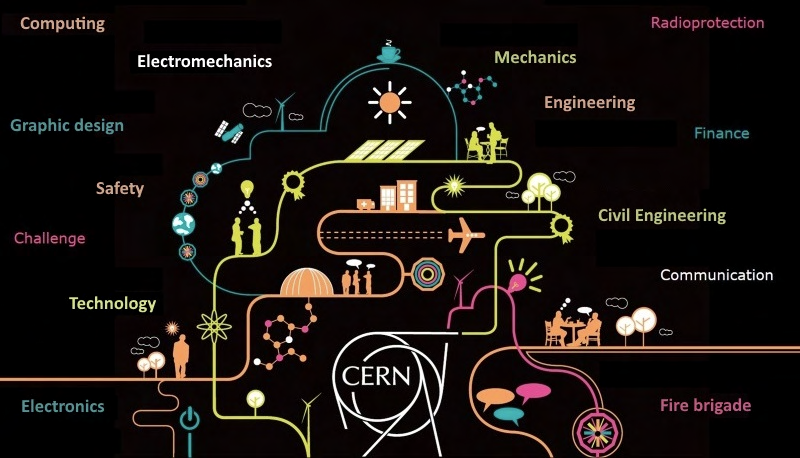 Computing
Radioprotection
Electromechanics
Mechanics
Engineering
Graphic design
Finance
Safety
Civil Engineering
Challenge
Communication
Technology
CERN
Electronics
Fire brigade